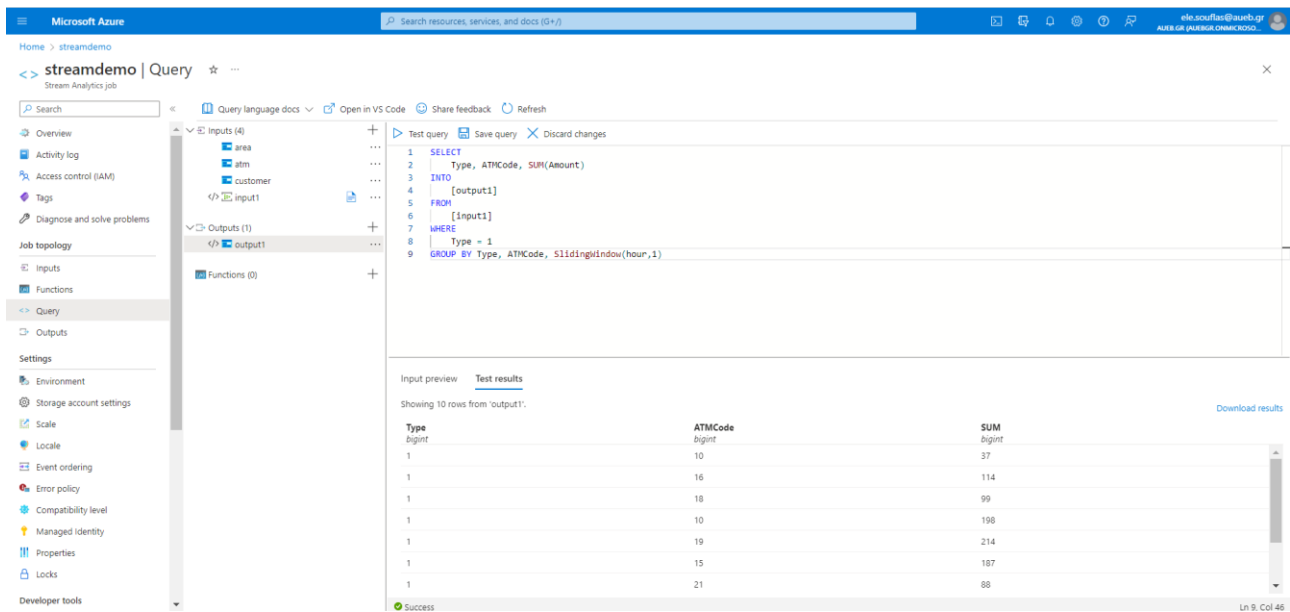 Microsoft Azure
Search resources, services, and docs (G+/)
ele.souflas@aueb.gr
AUEB.GR (AUEBGR.ONMICROSO...
Home > streamdemo
<> streamdemo | Query ☆ ...
Stream Analytics job
Search
Query language docs
Open in VS Code
Share feedback
Refresh
Overview
Activity log
Access control (IAM)
Tags
Diagnose and solve problems
Job topology
Inputs
Functions
Query
Outputs
Settings
Environment
Storage account settings
Scale
Locale
Event ordering
Error policy
Compatibility level
Managed Identity
Properties
Locks
Developer tools
Inputs (4)
area
atm
customer
input1
Outputs (1)
output1
Functions (0)
Test query Save query Discard changes
1 SELECT
2 Type, ATMCode, SUM(Amount)
3 INTO
4 [output1]
5 FROM
6 [input1]
7 WHERE
8 Type = 1
9 GROUP BY Type, ATMCode, SlidingWindow(hour,1)
Input preview Test results
Showing 10 rows from 'output1'.
Download results
Type ATMCode SUM
bigint bigint bigint
1 10 37
1 16 114
1 18 99
1 10 198
1 19 214
1 15 187
1 21 88
Success
Ln 9, Col 46